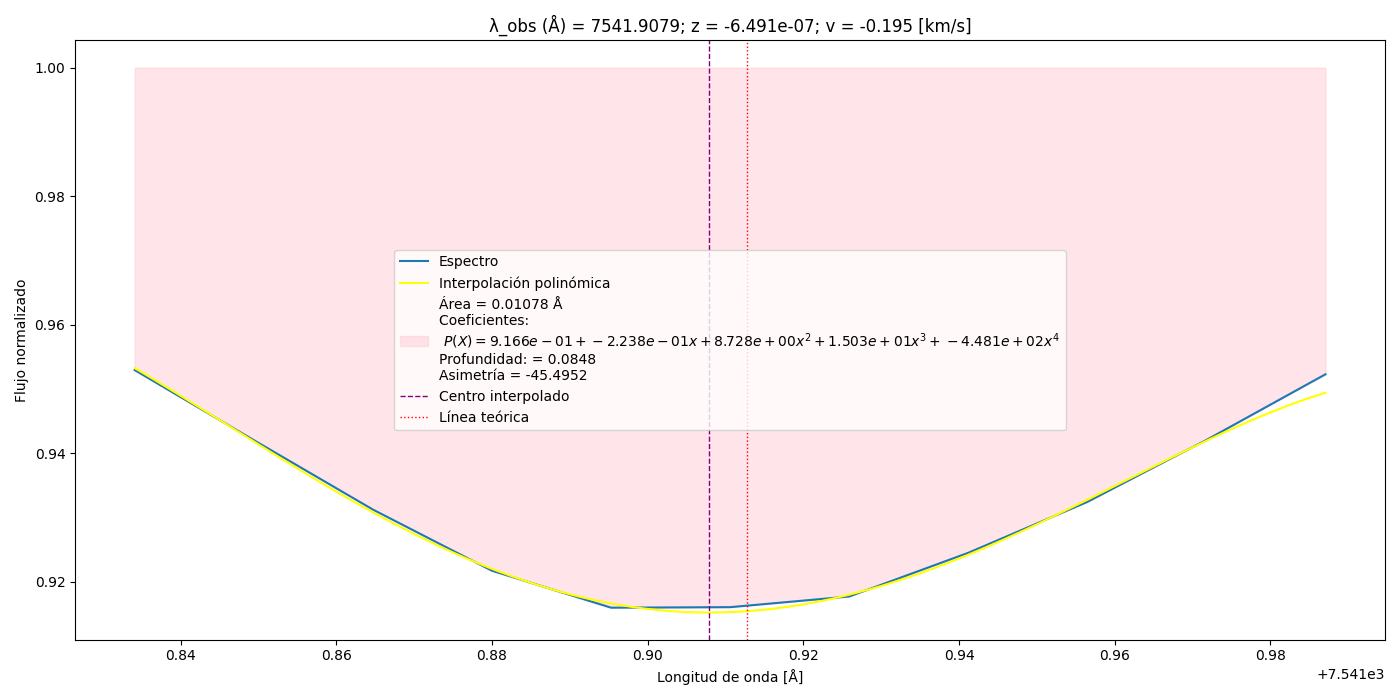 λ_obs (Å) = 7541.9079; z = -6.491e-07; v = -0.195 [km/s]
1.00
0.98
0.96
0.94
0.92
Flujo normalizado
Espectro
Interpolación polinómica
Área = 0.01078 Å
Coeficientes:
P(X) = 9.166e − 01 + −2.238e − 01x + 8.728e + 00x² + 1.503e + 01x³ + −4.481e + 02x⁴
Profundidad: = 0.0848
Asimetría = -45.4952
Centro interpolado
Línea teórica
0.84 0.86 0.88 0.90 0.92 0.94 0.96 0.98
Longitud de onda [Å]
+7.541e3